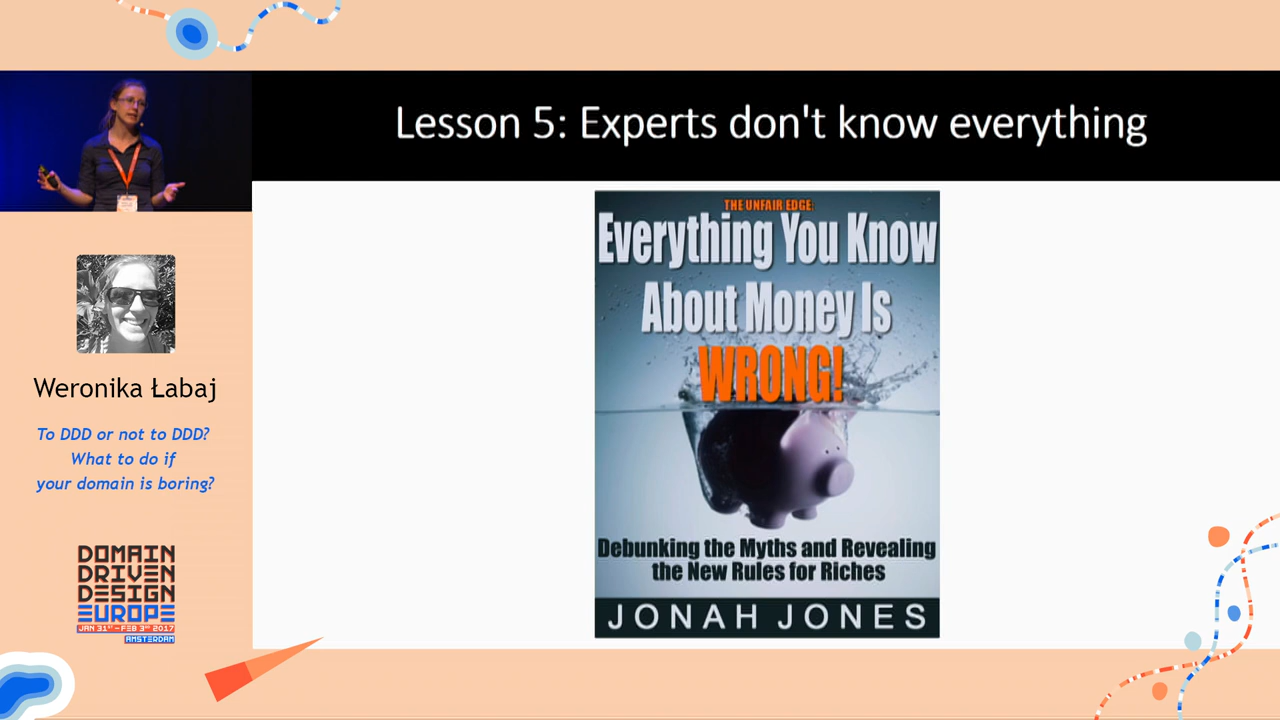 Lesson 5: Experts don't know everything
THE UNFAIR EDGE:
Everything You Know
About Money Is
WRONG!
Debunking the Myths and Revealing
the New Rules for Riches
JONAH JONES
Weronika Łabaj
To DDD or not to DDD?
What to do if
your domain is boring?
DOMAIN
DRIVEN
DESIGN
EUROPE
JAN 31ST-FEB 3RD 2017
AMSTERDAM